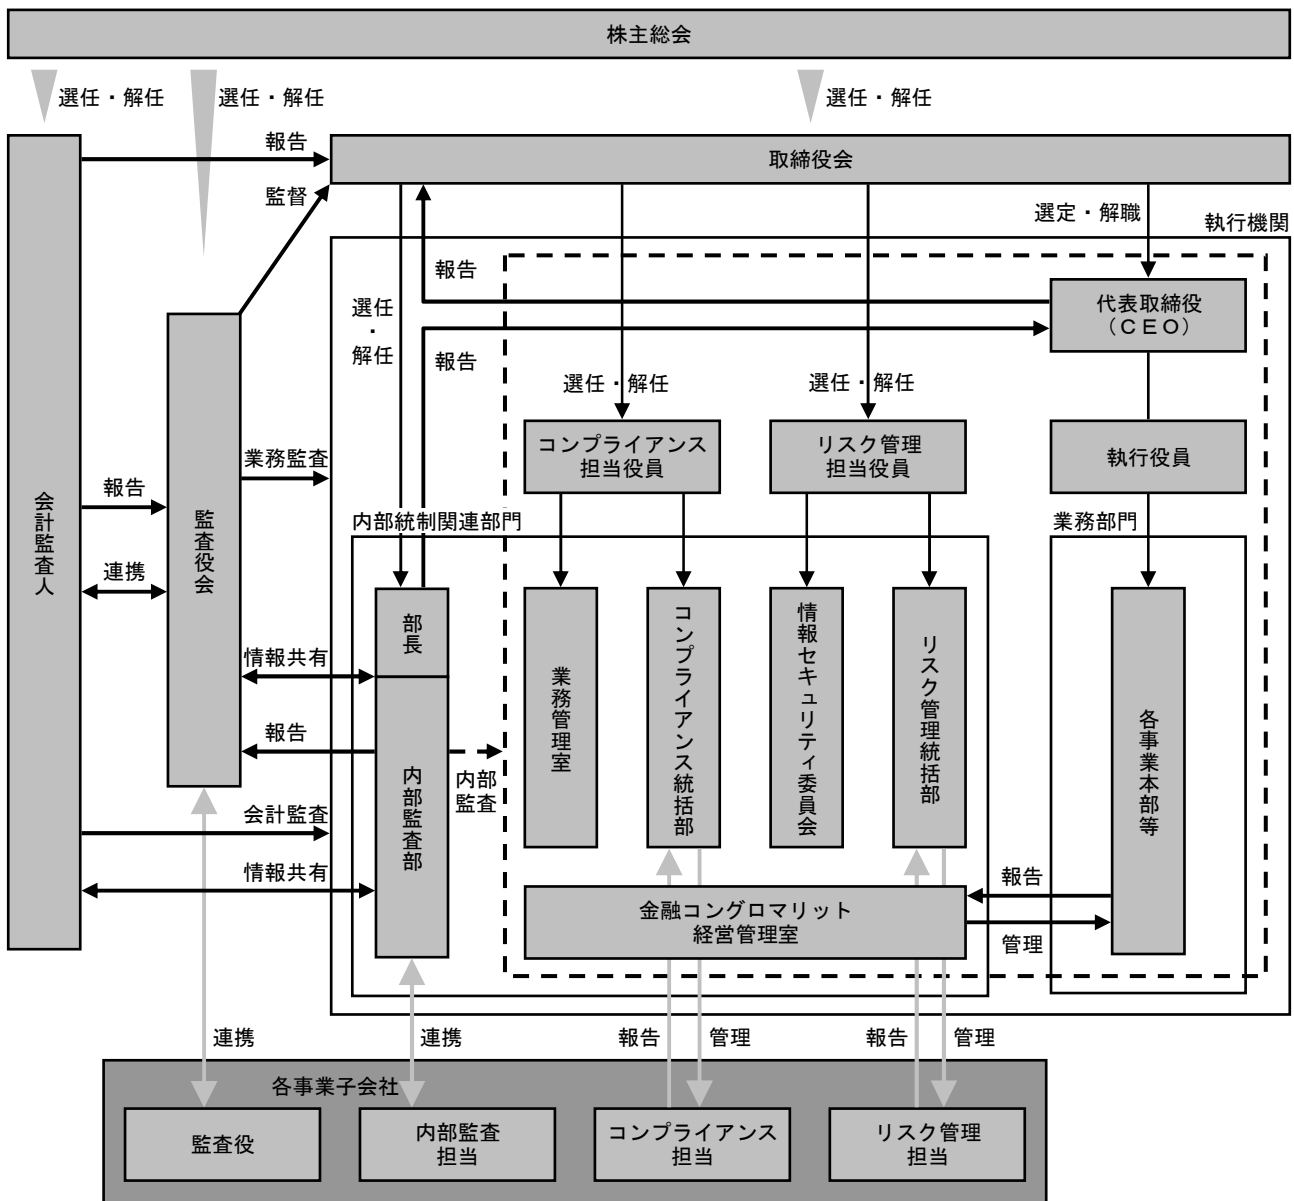 株主総会
選任・解任
選任・解任
選任・解任
報告
取締役会
監督
選定・解職
執行機関
報告
代表取締役
（ＣＥＯ）
選任
・
解任
報告
選任・解任
選任・解任
コンプライアンス
担当役員
リスク管理
担当役員
執行役員
業務監査
会計監査人
報告
監査役会
内部統制関連部門
業務部門
連携
部長
業務管理室
コンプライアンス統括部
情報セキュリティ委員会
リスク管理統括部
各事業本部等
情報共有
報告
内部監査部
内部
監査
会計監査
情報共有
金融コングロマリット
経営管理室
報告
管理
連携
連携
報告
管理
報告
管理
各事業子会社
監査役
内部監査
担当
コンプライアンス
担当
リスク管理
担当